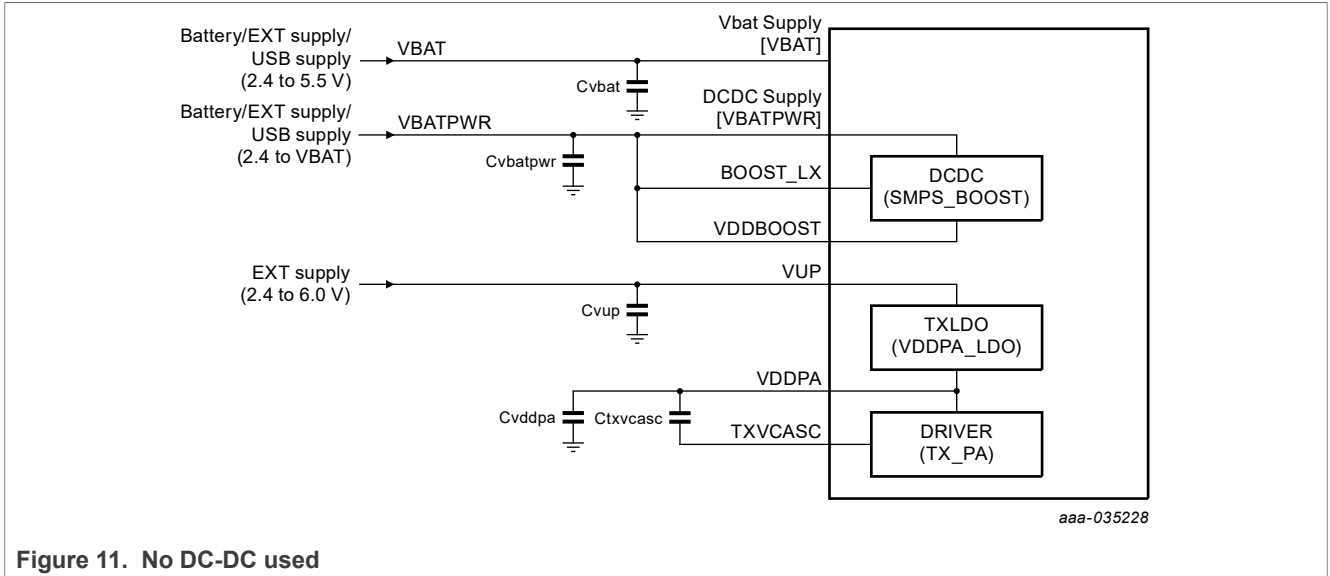 Battery/EXT supply/
USB supply
(2.4 to 5.5 V)
VBAT
Vbat Supply
[VBAT]
Cvbat
Battery/EXT supply/
USB supply
(2.4 to VBAT)
VBATPWR
DCDC Supply
[VBATPWR]
Cvbatpwr
BOOST_LX
DCDC
(SMPS_BOOST)
VDDBOOST
EXT supply
(2.4 to 6.0 V)
VUP
Cvup
TXLDO
(VDDPA_LDO)
VDDPA
Cvddpa
Ctxvcasc
TXVCASC
DRIVER
(TX_PA)
aaa-035228
Figure 11. No DC-DC used